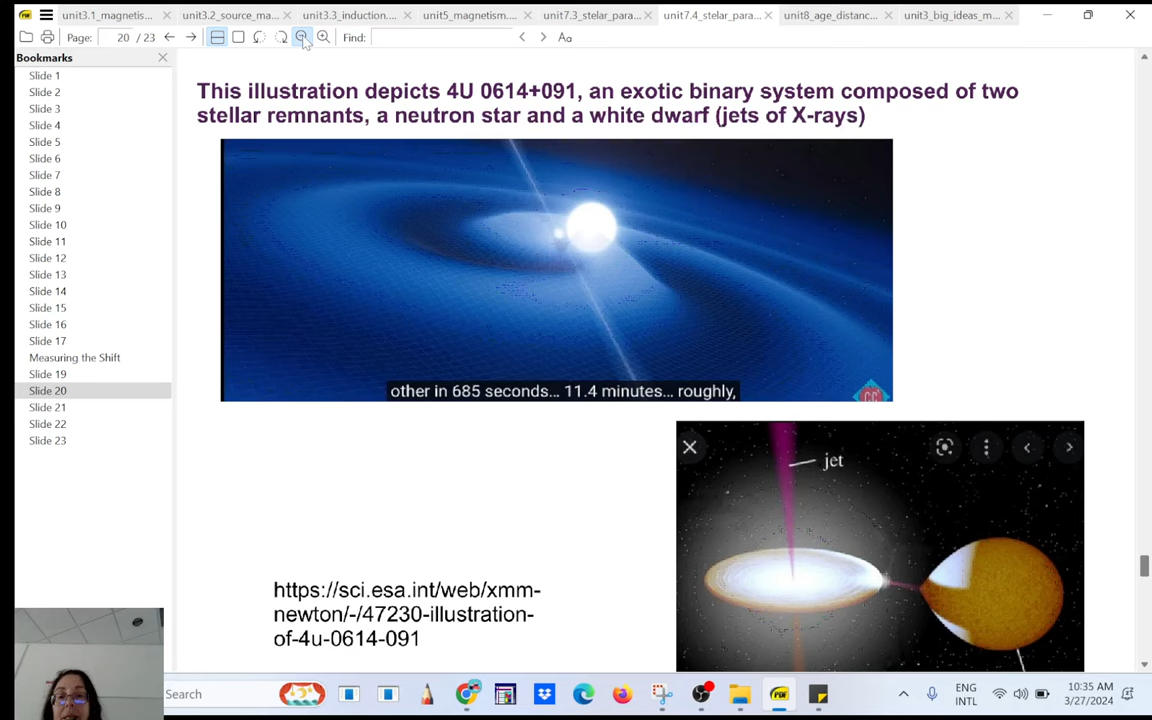 unit3.1_magnetis...
unit3.2_source_ma...
unit3.3_induction....
unit5_magnetism....
unit7.3_stelar_para...
unit7.4_stelar_para...
unit8_age_distanc...
unit3_big_ideas_m...
Page:
20 / 23
Find:
Aa
Bookmarks
Slide 1
Slide 2
Slide 3
Slide 4
Slide 5
Slide 6
Slide 7
Slide 8
Slide 9
Slide 10
Slide 11
Slide 12
Slide 13
Slide 14
Slide 15
Slide 16
Slide 17
Measuring the Shift
Slide 19
Slide 20
Slide 21
Slide 22
Slide 23
This illustration depicts 4U 0614+091, an exotic binary system composed of two
stellar remnants, a neutron star and a white dwarf (jets of X-rays)
other in 685 seconds... 11.4 minutes... roughly,
CC
jet
https://sci.esa.int/web/xmm-
newton/-/47230-illustration-
of-4u-0614-091
Search
PDF
ENG
INTL
10:35 AM
3/27/2024